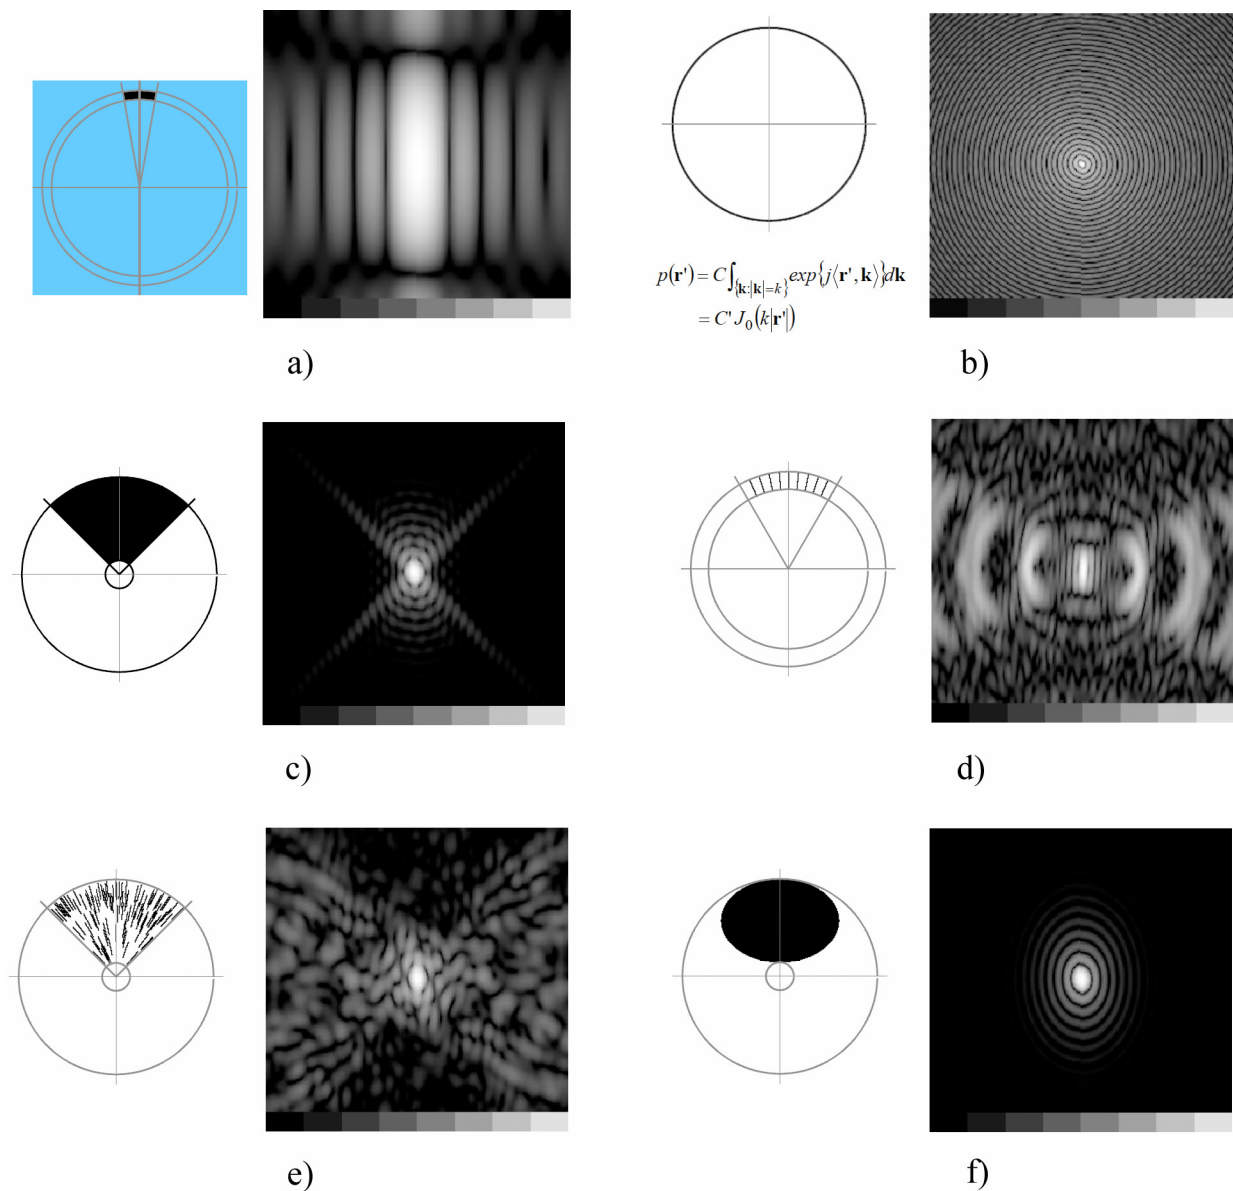 p(r') = C∫{k:|k|=k} exp{j⟨r',k⟩}dk
= C' J₀(k|r'|)
a)
b)
c)
d)
e)
f)